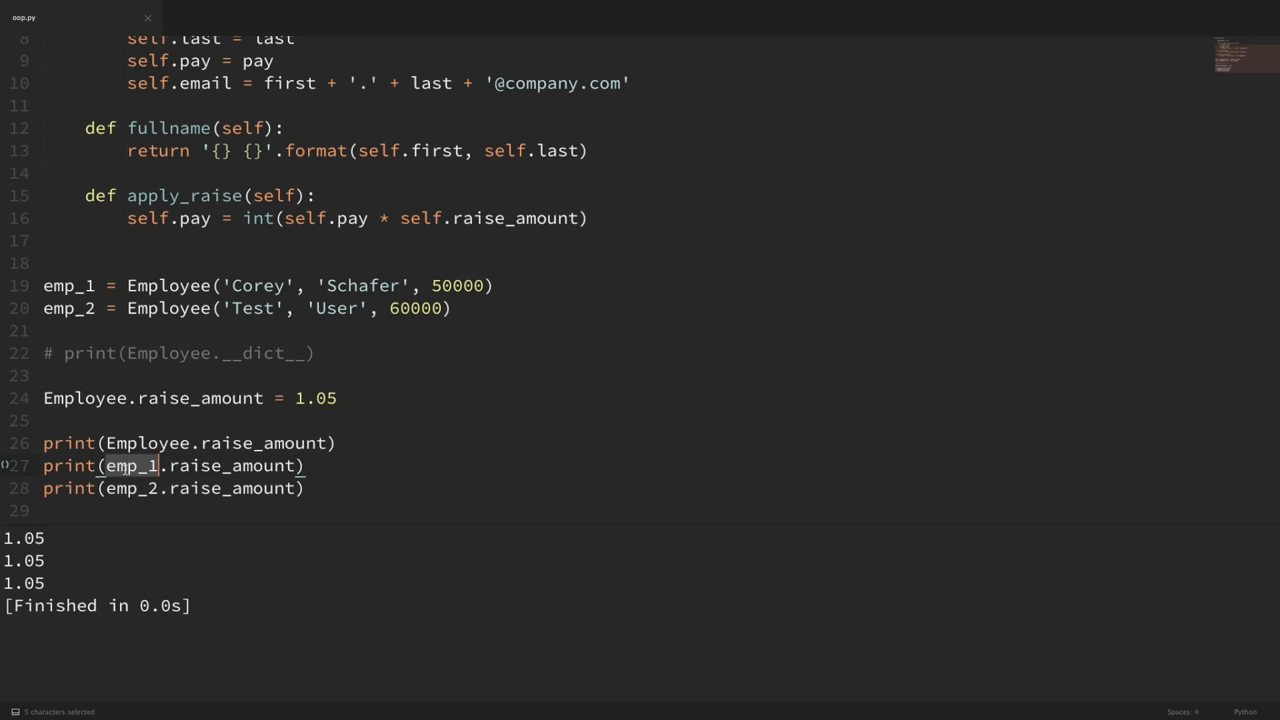 oop.py ×
8 self.last = last
9 self.pay = pay
10 self.email = first + '.' + last + '@company.com'
11
12 def fullname(self):
13 return '{} {}'.format(self.first, self.last)
14
15 def apply_raise(self):
16 self.pay = int(self.pay * self.raise_amount)
17
18
19 emp_1 = Employee('Corey', 'Schafer', 50000)
20 emp_2 = Employee('Test', 'User', 60000)
21
22 # print(Employee.__dict__)
23
24 Employee.raise_amount = 1.05
25
26 print(Employee.raise_amount)
27 print(emp_1.raise_amount)
28 print(emp_2.raise_amount)
29
1.05
1.05
1.05
[Finished in 0.0s]
5 characters selected Spaces: 4 Python